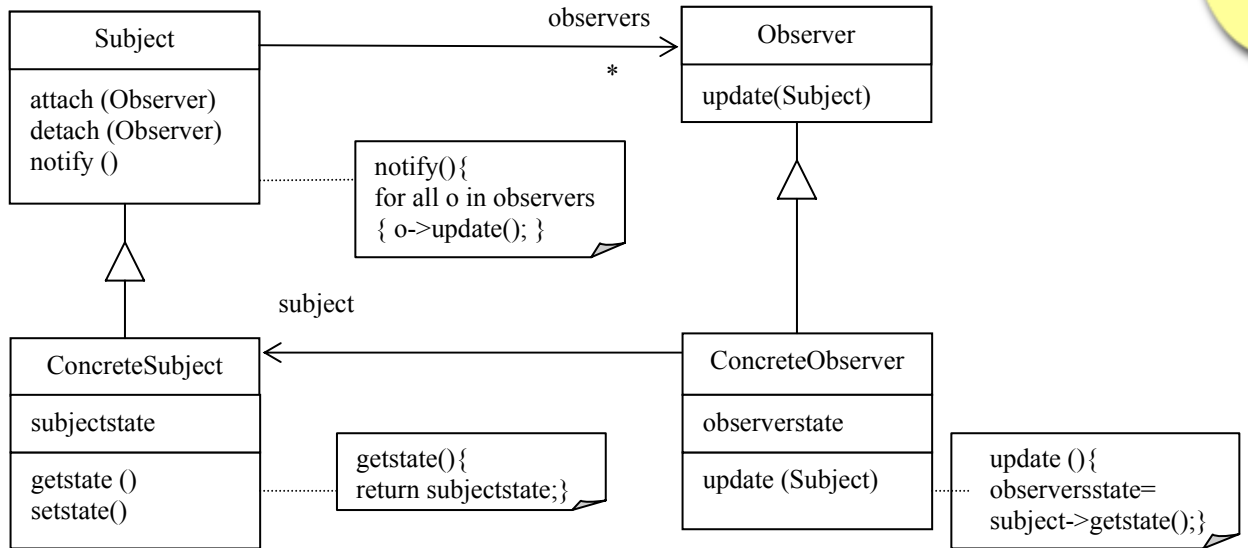 Subject
observers
*
Observer
attach (Observer)
detach (Observer)
notify ()
update(Subject)
notify(){
for all o in observers
{ o->update(); }
subject
ConcreteSubject
subjectstate
getstate ()
setstate()
getstate(){
return subjectstate;}
ConcreteObserver
observerstate
update (Subject)
update (){
observersstate=
subject->getstate();}